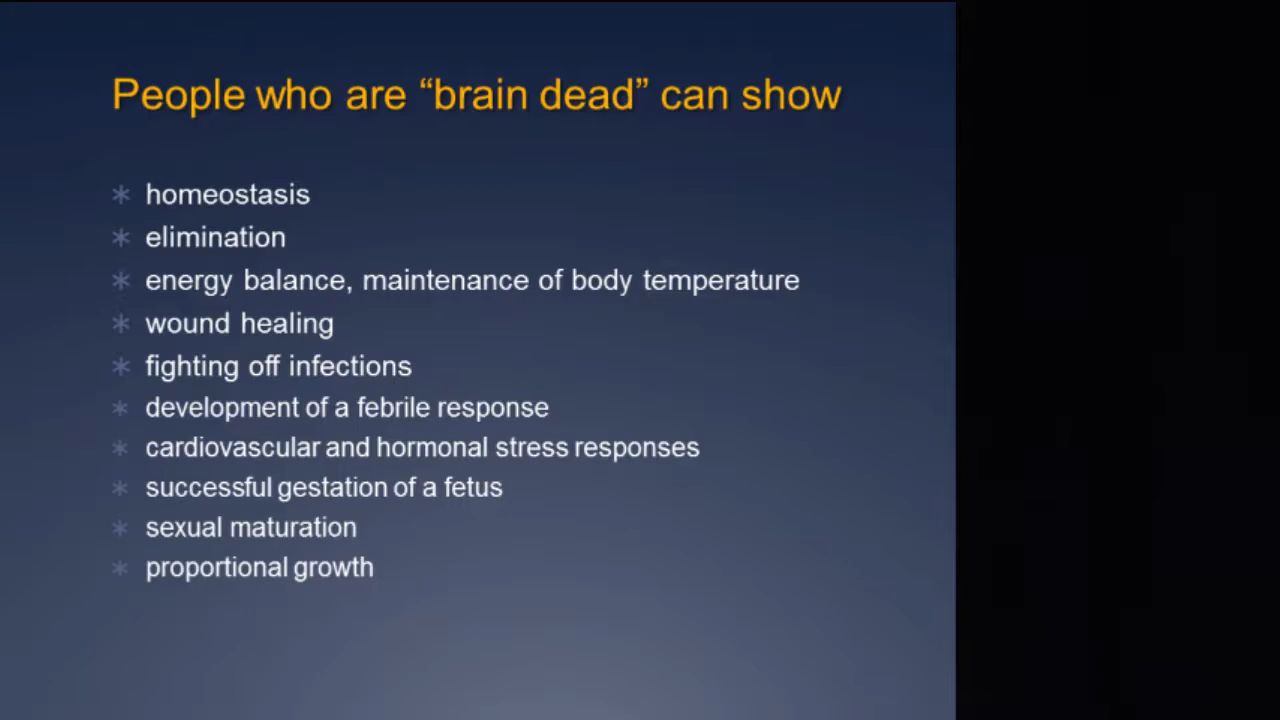 People who are “brain dead” can show
* homeostasis
* elimination
* energy balance, maintenance of body temperature
* wound healing
* fighting off infections
* development of a febrile response
* cardiovascular and hormonal stress responses
* successful gestation of a fetus
* sexual maturation
* proportional growth